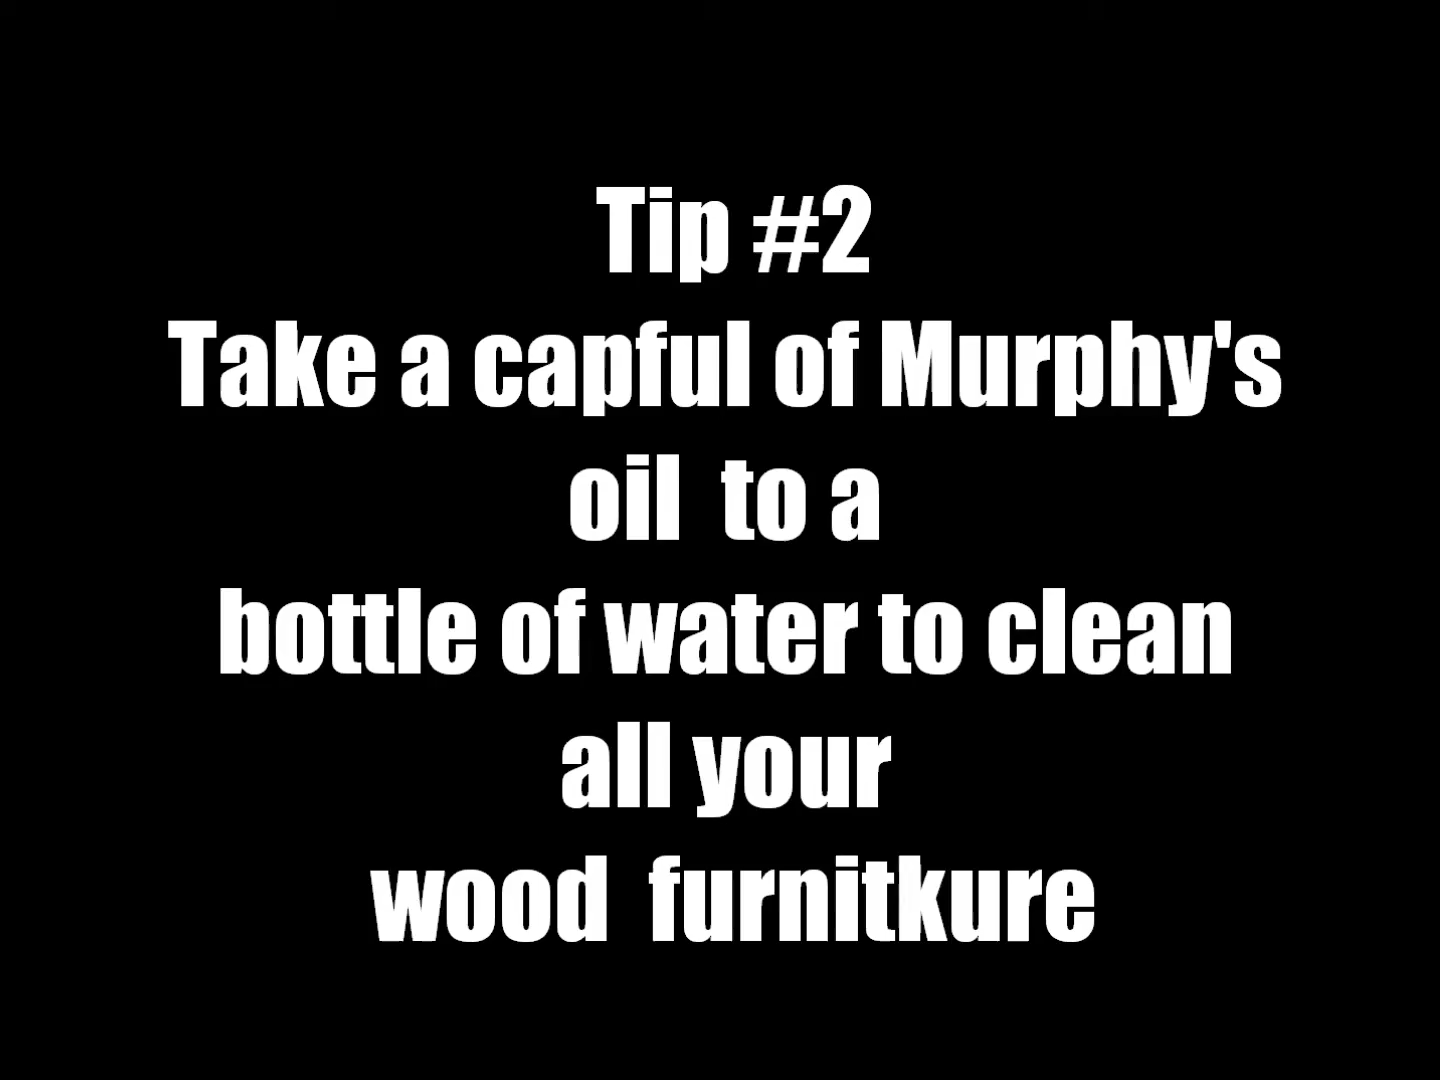 Tip #2
Take a capful of Murphy's
oil  to a
bottle of water to clean
all your
wood  furnitkure